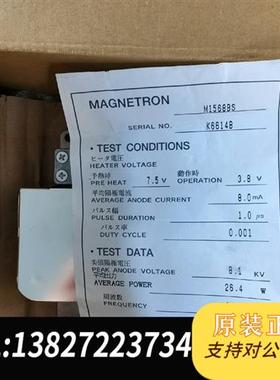 MAGNETRON M1568BS
SERIAL NO. K6614B
・TEST CONDITIONS
ヒータ電圧
HEATER VOLTAGE
予熱時 動作時
PRE HEAT 7.5 V OPERATION 3.8 V
平均陽極電流
AVERAGE ANODE CURRENT 8.0 mA
パルス幅
PULSE DURATION 1.0 μs
パルス率
DUTY CYCLE 0.001
・TEST DATA
尖頭陽極電圧
PEAK ANODE VOLTAGE 8.1 KV
平均出力
AVERAGE POWER 26.4 W
周波数
FREQUENCY
原装正
:13827223734
支持对公